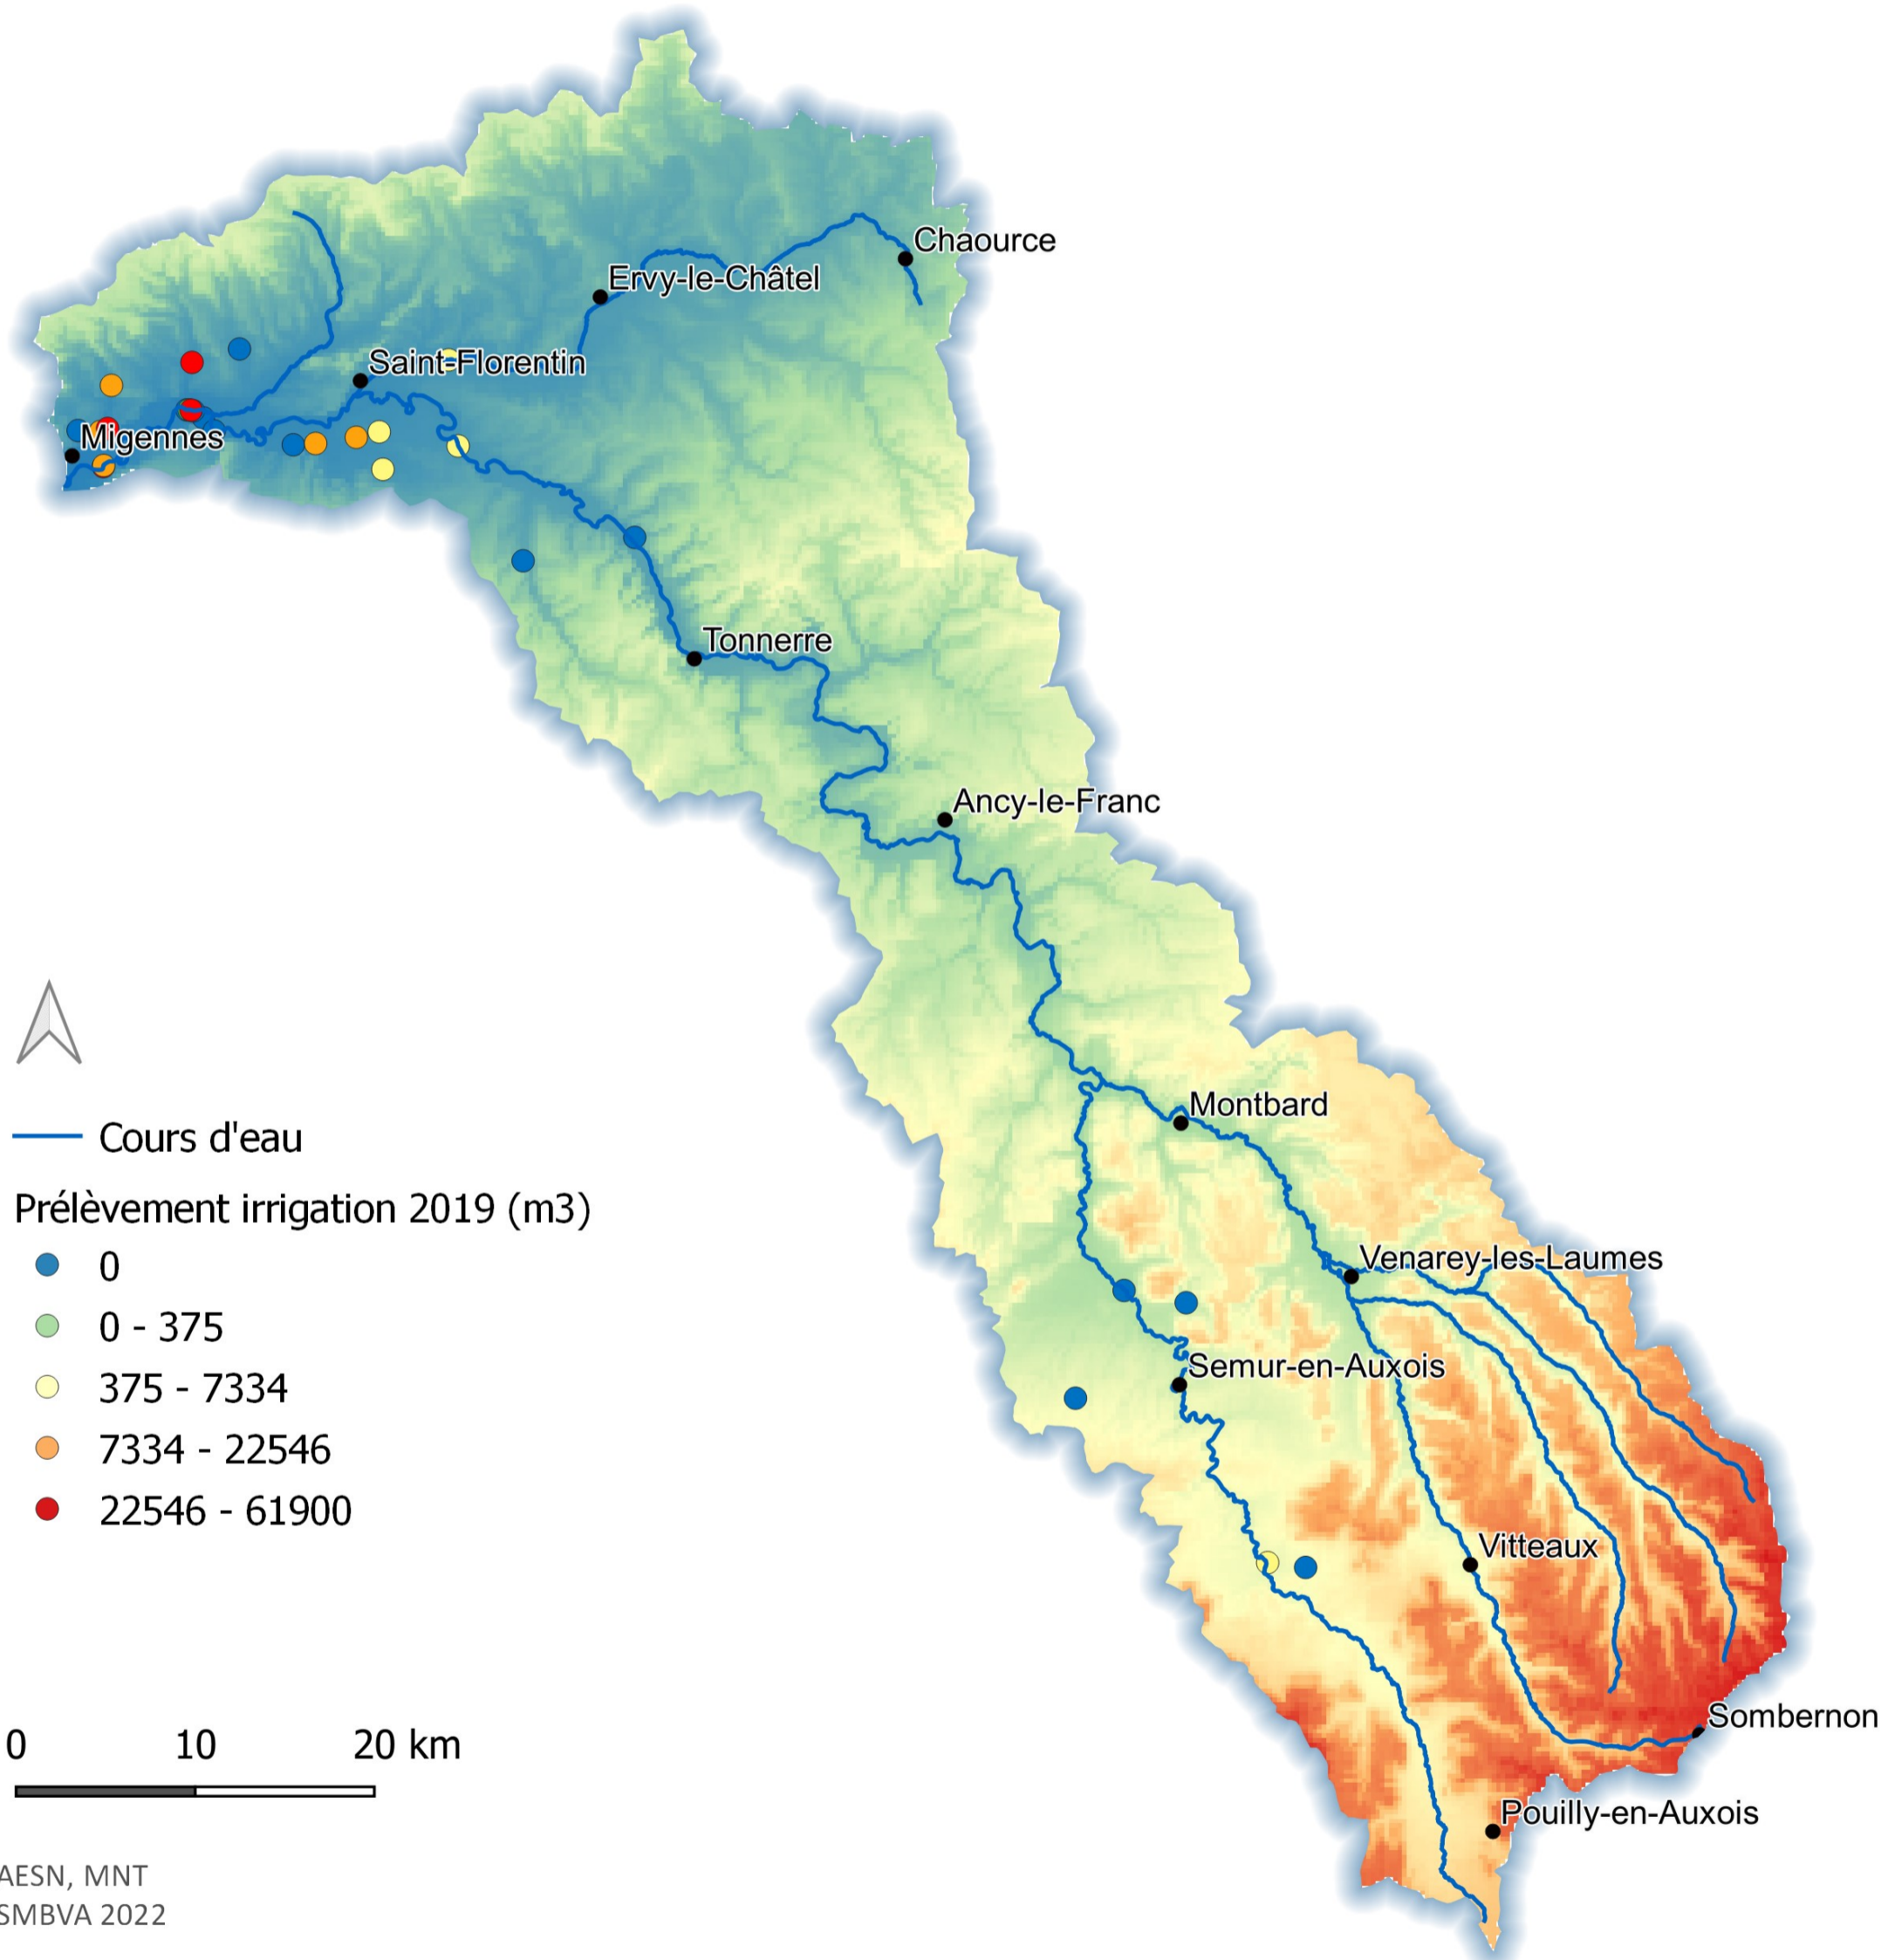 Chaource
Ervy-le-Châtel
Saint-Florentin
Migennes
Tonnerre
Ancy-le-Franc
Montbard
Cours d'eau
Prélèvement irrigation 2019 (m3)
0
Venarey-les-Laumes
0 - 375
375 - 7334
Semur-en-Auxois
7334 - 22546
22546 - 61900
Vitteaux
Sombernon
0 10 20 km
Pouilly-en-Auxois
AESN, MNT
SMBVA 2022